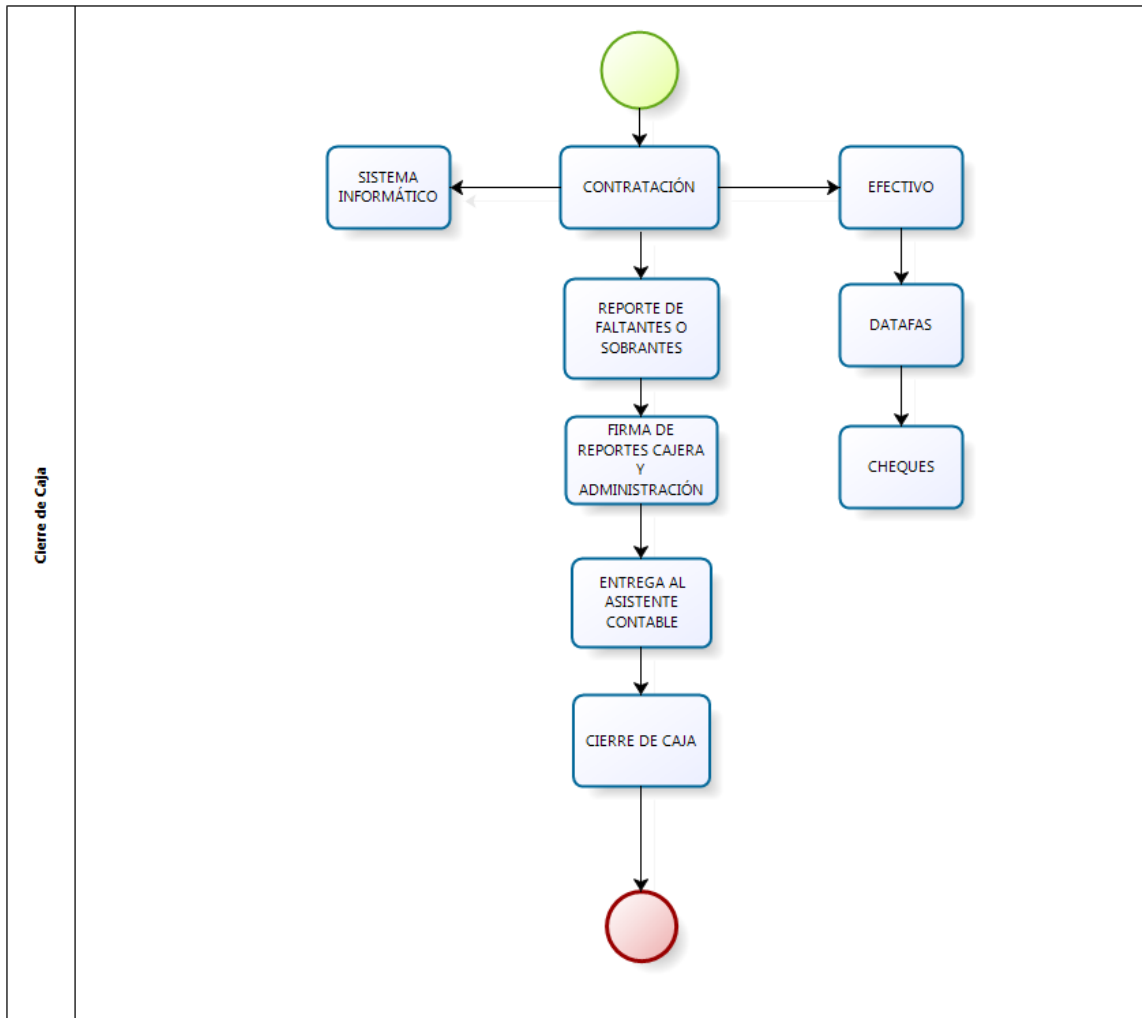 Cierre de Caja
SISTEMA
INFORMÁTICO
CONTRATACIÓN
EFECTIVO
REPORTE DE
FALTANTES O
SOBRANTES
DATAFAS
FIRMA DE
REPORTES CAJERA
Y
ADMINISTRACIÓN
CHEQUES
ENTREGA AL
ASISTENTE
CONTABLE
CIERRE DE CAJA